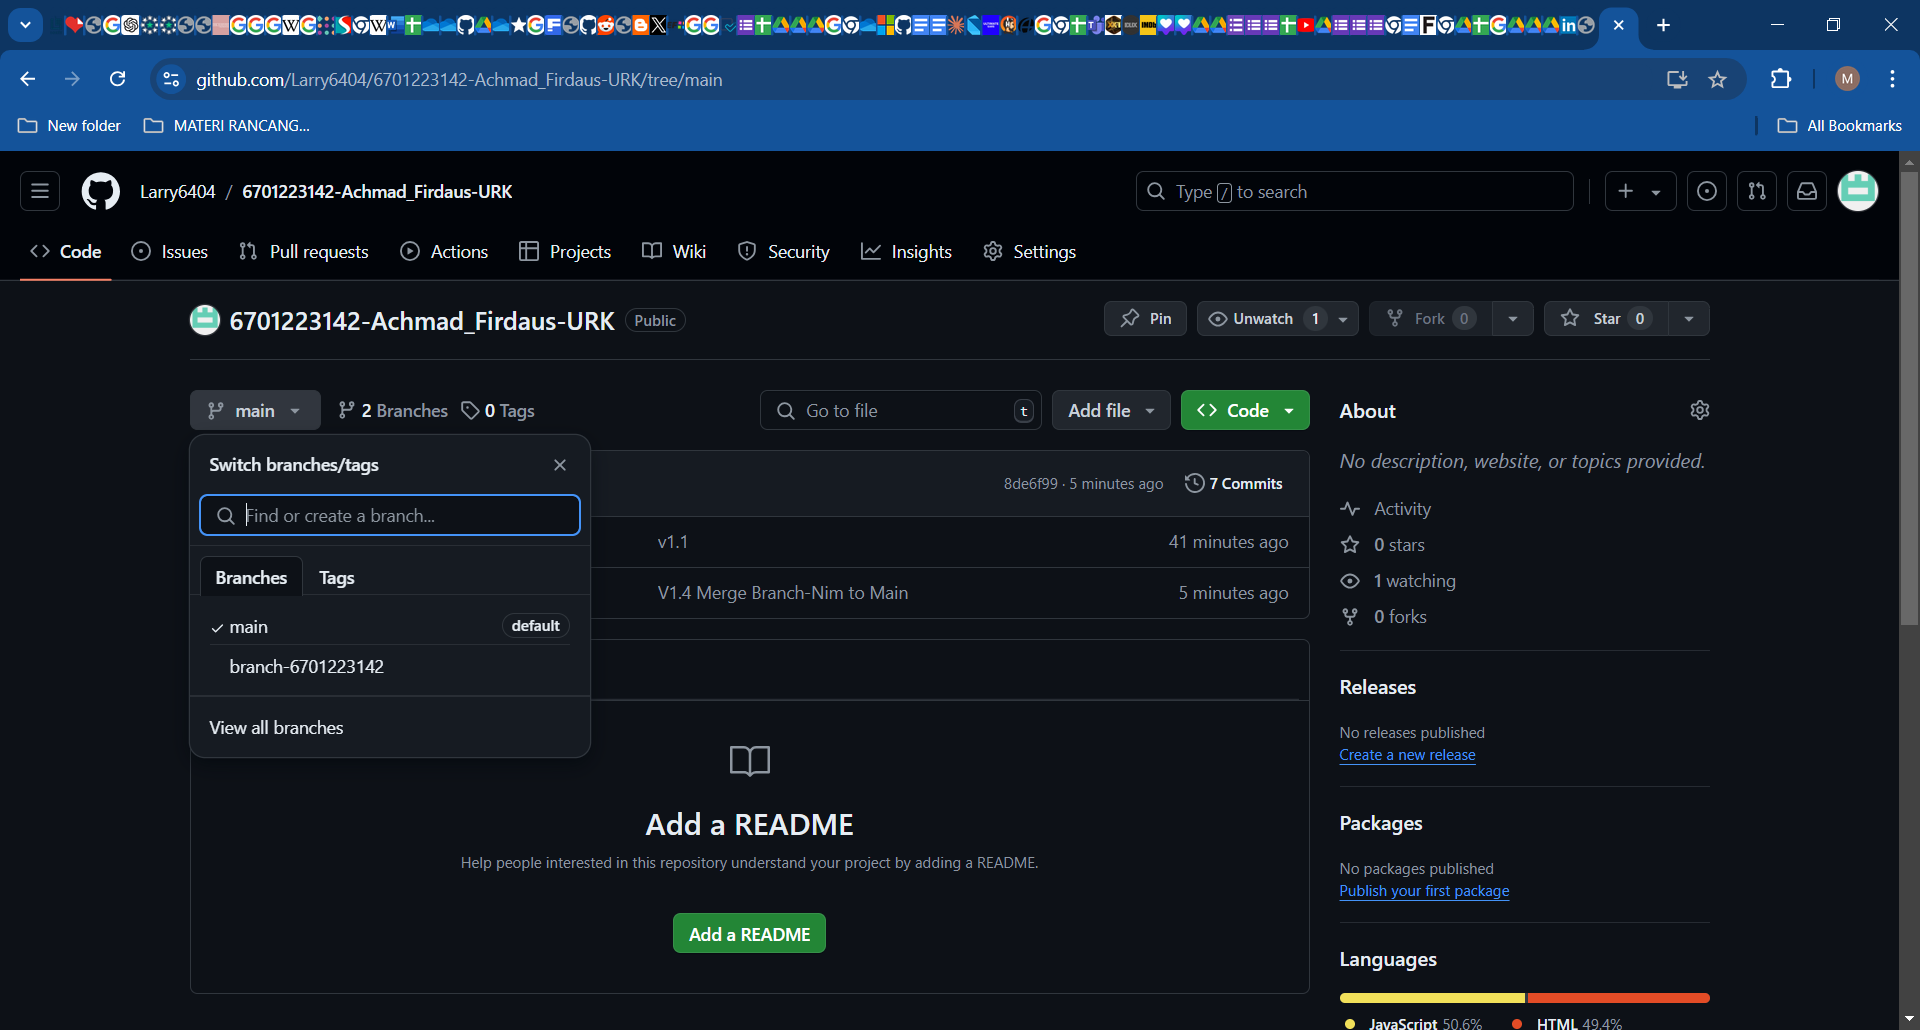 github.com/Larry6404/6701223142-Achmad_Firdaus-URK/tree/main
M
New folder
MATERI RANCANG...
All Bookmarks
Larry6404 / 6701223142-Achmad_Firdaus-URK
Type / to search
Code
Issues
Pull requests
Actions
Projects
Wiki
Security
Insights
Settings
6701223142-Achmad_Firdaus-URK
Public
Pin
Unwatch 1
Fork 0
Star 0
main
2 Branches
0 Tags
Go to file
t
Add file
Code
About
Switch branches/tags
No description, website, or topics provided.
8de6f99 · 5 minutes ago
7 Commits
Find or create a branch...
Activity
v1.1
41 minutes ago
0 stars
Branches
Tags
1 watching
V1.4 Merge Branch-Nim to Main
5 minutes ago
0 forks
main
default
branch-6701223142
Releases
View all branches
No releases published
Create a new release
Add a README
Packages
Help people interested in this repository understand your project by adding a README.
No packages published
Publish your first package
Add a README
Languages
JavaScript 50.6%
HTML 49.4%